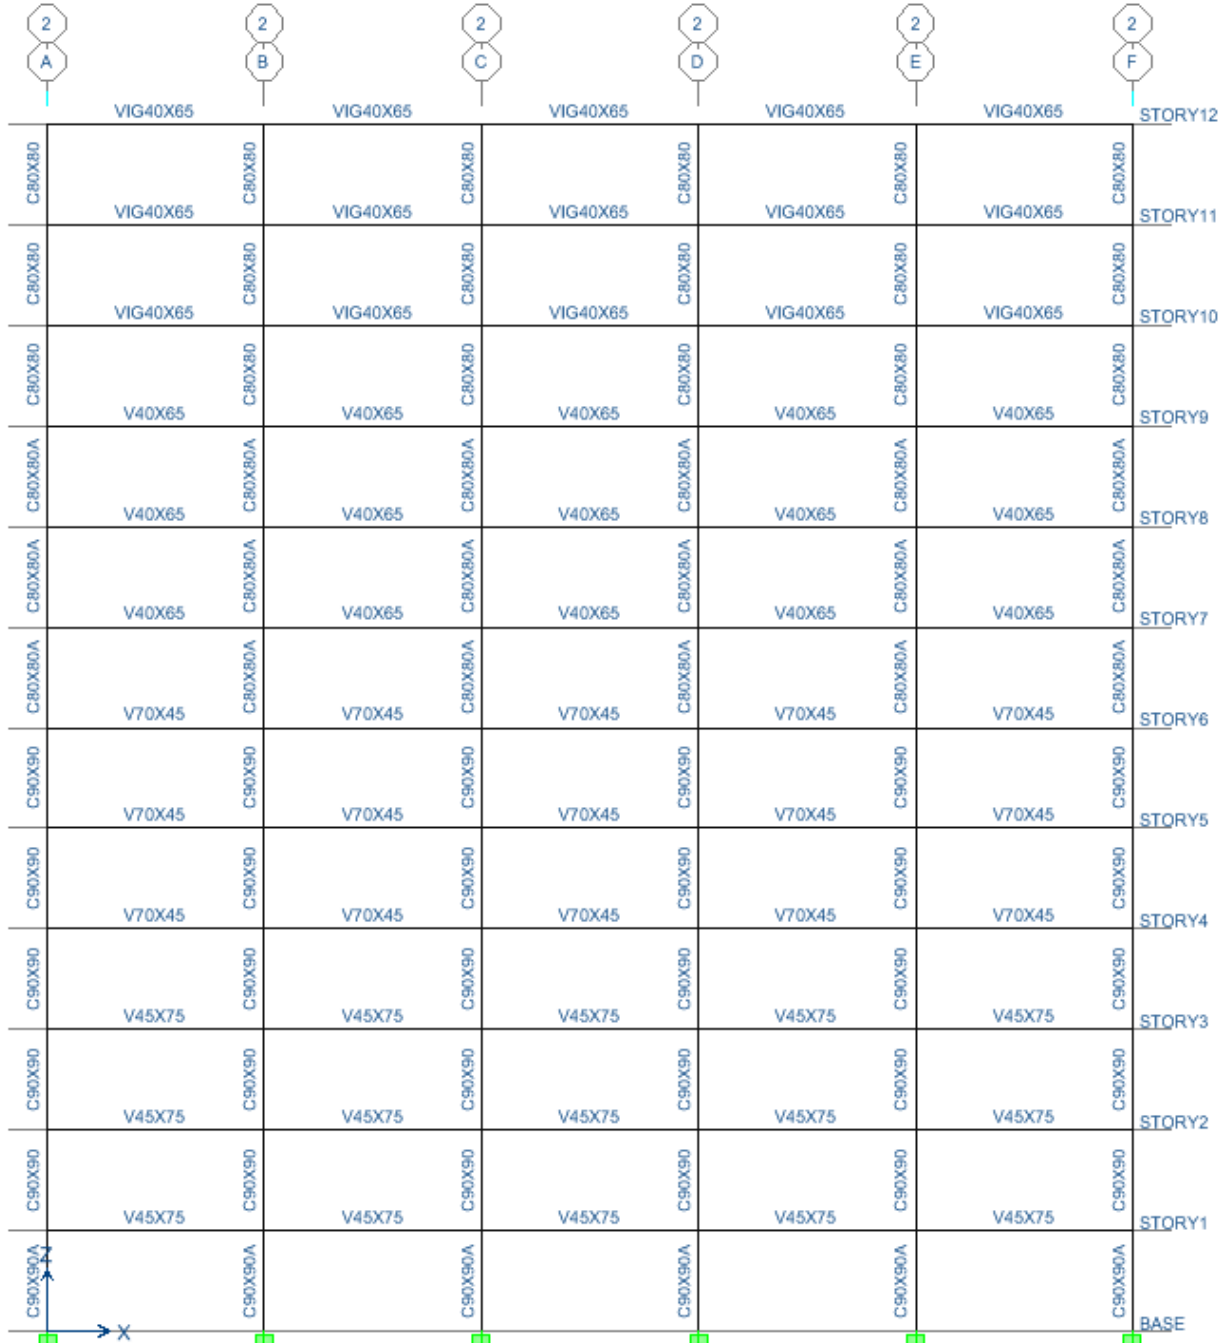 2 2 2 2 2 2
A B C D E F
VIG40X65 VIG40X65 VIG40X65 VIG40X65 VIG40X65 STORY12
C80X80 C80X80 C80X80 C80X80 C80X80 C80X80
VIG40X65 VIG40X65 VIG40X65 VIG40X65 VIG40X65 STORY11
C80X80 C80X80 C80X80 C80X80 C80X80 C80X80
VIG40X65 VIG40X65 VIG40X65 VIG40X65 VIG40X65 STORY10
C80X80 C80X80 C80X80 C80X80 C80X80 C80X80
V40X65 V40X65 V40X65 V40X65 V40X65 STORY9
C80X80A C80X80A C80X80A C80X80A C80X80A C80X80A
V40X65 V40X65 V40X65 V40X65 V40X65 STORY8
C80X80A C80X80A C80X80A C80X80A C80X80A C80X80A
V40X65 V40X65 V40X65 V40X65 V40X65 STORY7
C80X80A C80X80A C80X80A C80X80A C80X80A C80X80A
V70X45 V70X45 V70X45 V70X45 V70X45 STORY6
C90X90 C90X90 C90X90 C90X90 C90X90 C90X90
V70X45 V70X45 V70X45 V70X45 V70X45 STORY5
C90X90 C90X90 C90X90 C90X90 C90X90 C90X90
V70X45 V70X45 V70X45 V70X45 V70X45 STORY4
C90X90 C90X90 C90X90 C90X90 C90X90 C90X90
V45X75 V45X75 V45X75 V45X75 V45X75 STORY3
C90X90 C90X90 C90X90 C90X90 C90X90 C90X90
V45X75 V45X75 V45X75 V45X75 V45X75 STORY2
C90X90 C90X90 C90X90 C90X90 C90X90 C90X90
V45X75 V45X75 V45X75 V45X75 V45X75 STORY1
C90X90A C90X90A C90X90A C90X90A C90X90A C90X90A
Z
X BASE